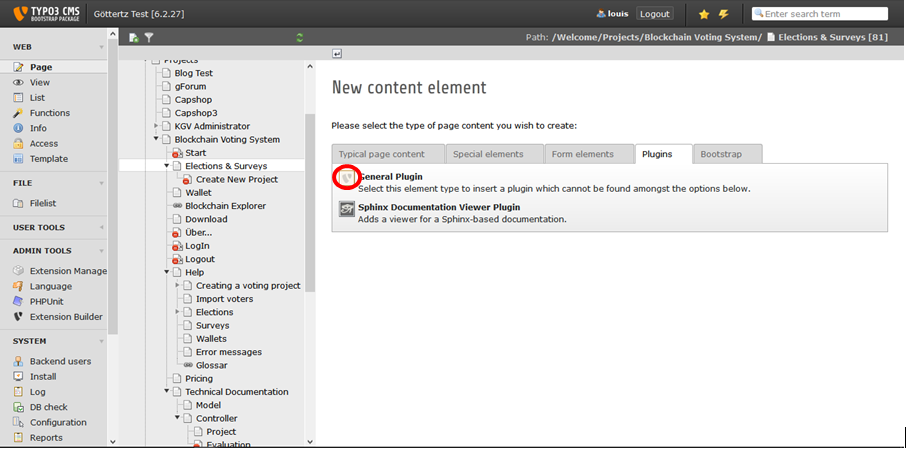 TYPO3 CMS
BOOTSTRAP PACKAGE
Göttertz Test [6.2.27]
louis
Logout
Enter search term
Path: /Welcome/Projects/Blockchain Voting System/ Elections & Surveys [81]
WEB
Page
View
List
Functions
Info
Access
Template
FILE
Filelist
USER TOOLS
ADMIN TOOLS
Extension Manage
Language
PHPUnit
Extension Builder
SYSTEM
Backend users
Install
Log
DB check
Configuration
Reports
Projects
Blog Test
gForum
Capshop
Capshop3
KGV Administrator
Blockchain Voting System
Start
Elections & Surveys
Create New Project
Wallet
Blockchain Explorer
Download
Über...
LogIn
Logout
Help
Creating a voting project
Import voters
Elections
Surveys
Wallets
Error messages
Glossar
Pricing
Technical Documentation
Model
Controller
Project
Evaluation
New content element
Please select the type of page content you wish to create:
Typical page content
Special elements
Form elements
Plugins
Bootstrap
General Plugin
Select this element type to insert a plugin which cannot be found amongst the options below.
Sphinx Documentation Viewer Plugin
Adds a viewer for a Sphinx-based documentation.